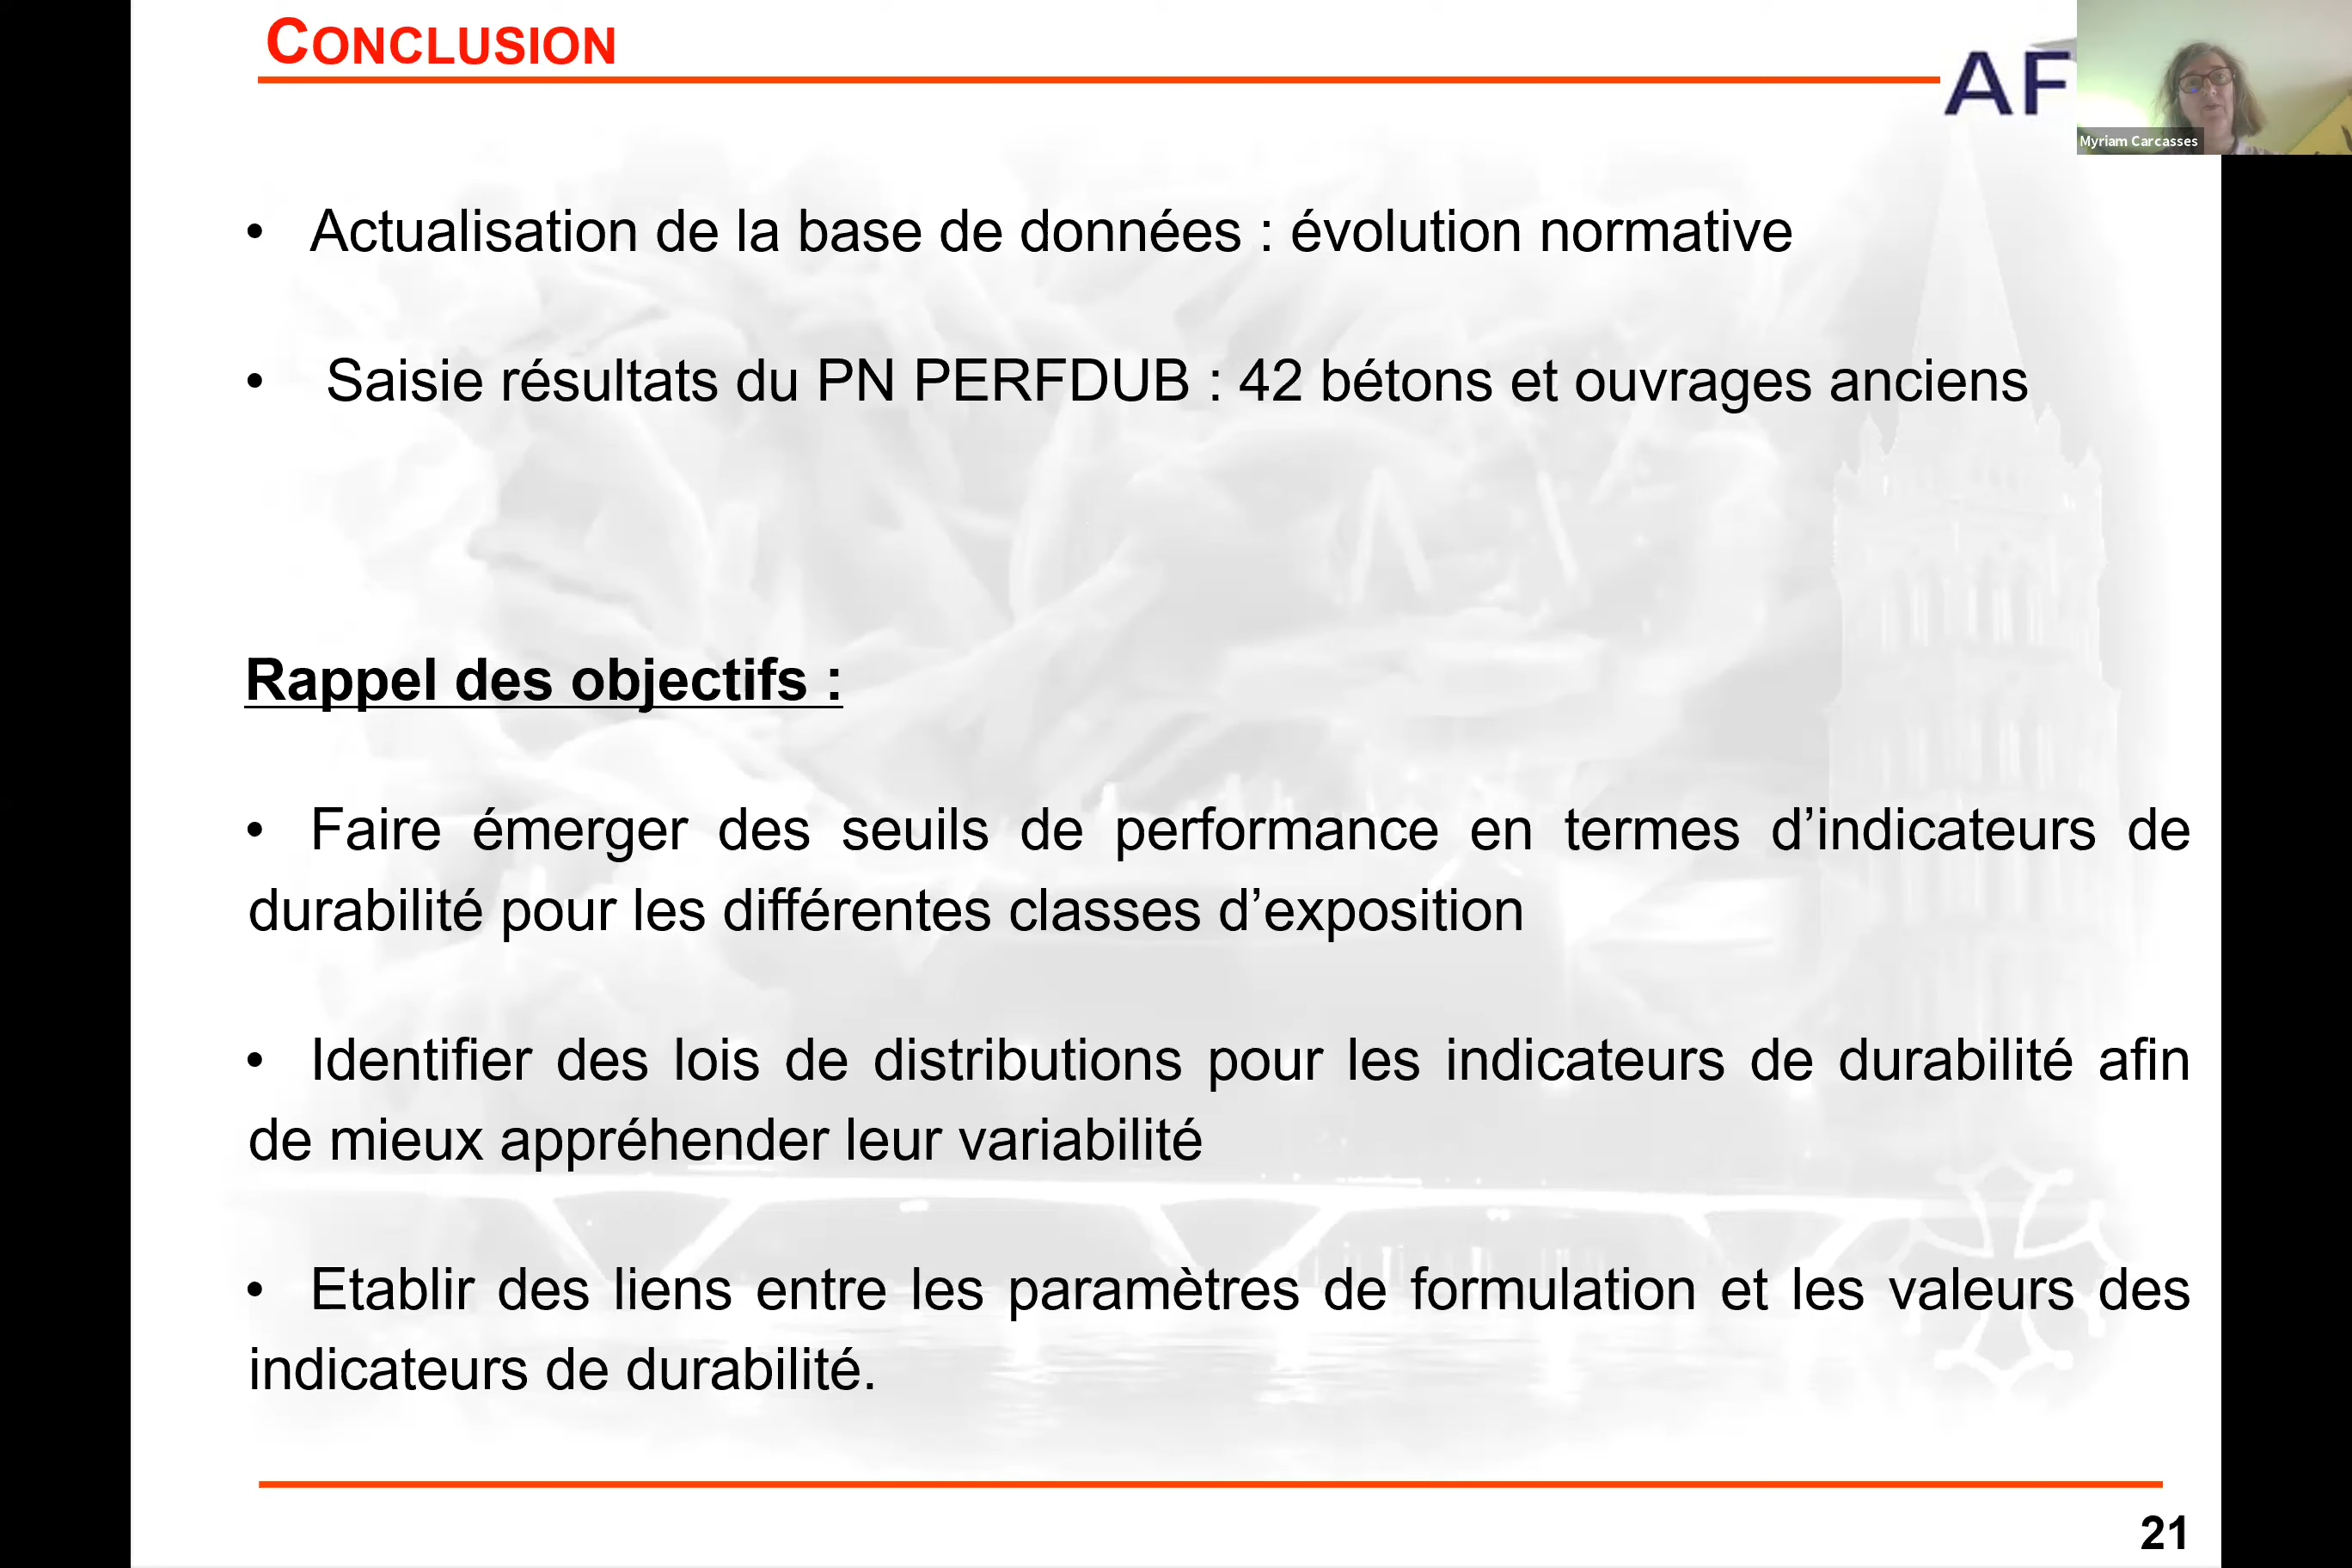 CONCLUSION
AF
Myriam Carcasses
• Actualisation de la base de données : évolution normative
• Saisie résultats du PN PERFDUB : 42 bétons et ouvrages anciens
Rappel des objectifs :
• Faire émerger des seuils de performance en termes d’indicateurs de
durabilité pour les différentes classes d’exposition
• Identifier des lois de distributions pour les indicateurs de durabilité afin
de mieux appréhender leur variabilité
• Etablir des liens entre les paramètres de formulation et les valeurs des
indicateurs de durabilité.
21